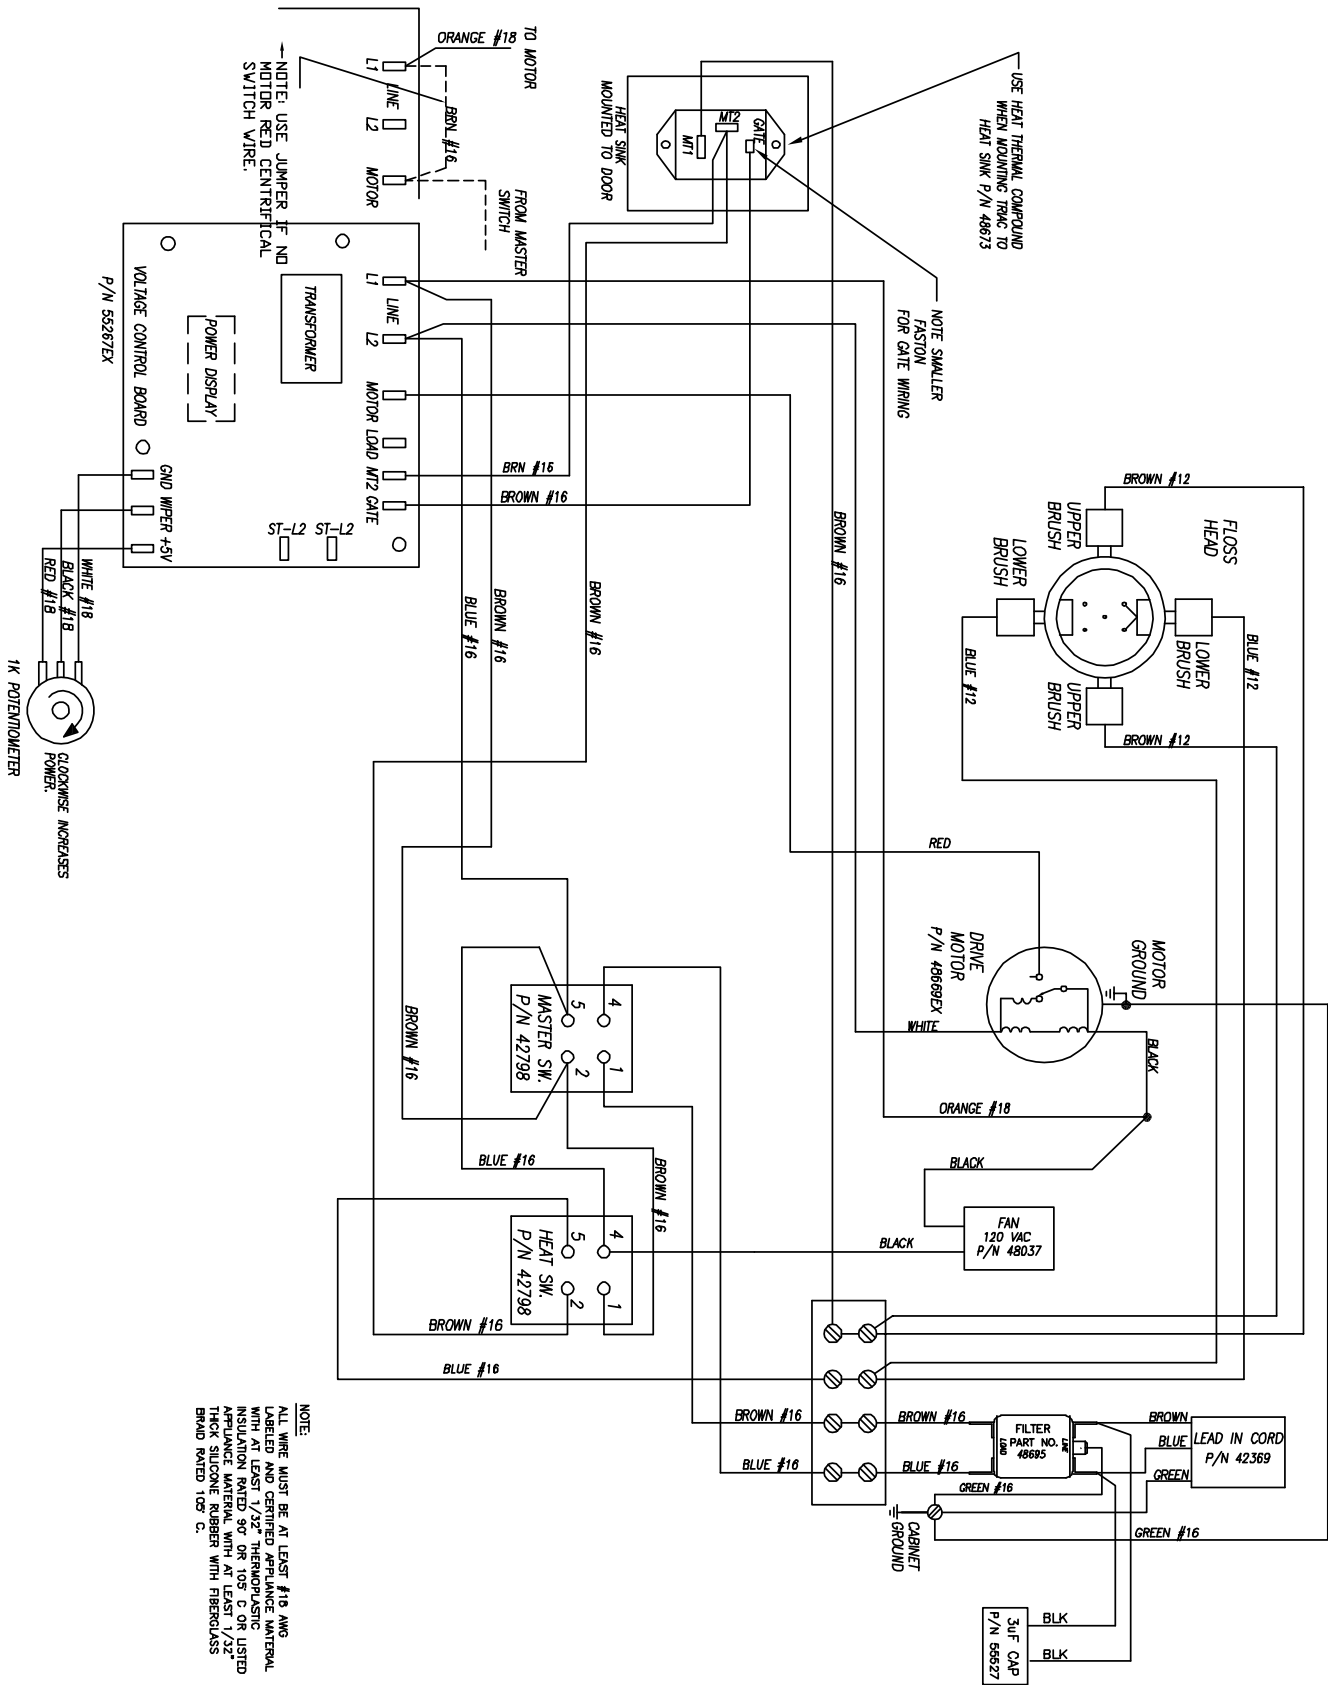 TO MOTOR
ORANGE #18
L1
LINE
L2
MOTOR
BRN #16
NOTE: USE JUMPER IF NO
MOTOR RED CENTRIFICAL
SWITCH WIRE.
FROM MASTER
SWITCH
HEAT SINK
MOUNTED TO DOOR
MT1
MT2
GATE
USE HEAT THERMAL COMPOUND
WHEN MOUNTING TRIAC TO
HEAT SINK P/N 48673
NOTE SMALLER
FASTON
FOR GATE WIRING
L1
LINE
L2
MOTOR
LOAD
MT2
GATE
TRANSFORMER
POWER DISPLAY
VOLTAGE CONTROL BOARD
P/N 55267EX
GND
WIPER
+5V
ST-L2
ST-L2
WHITE #18
BLACK #18
RED #18
1K POTENTIOMETER
CLOCKWISE INCREASES
POWER.
BRN #16
BROWN #16
BLUE #16
BROWN #16
BROWN #16
BROWN #16
BROWN #12
FLOSS
HEAD
UPPER
BRUSH
LOWER
BRUSH
LOWER
BRUSH
UPPER
BRUSH
BLUE #12
BLUE #12
BROWN #12
RED
DRIVE
MOTOR
P/N 48669EX
MOTOR
GROUND
WHITE
BLACK
ORANGE #18
BLACK
FAN
120 VAC
P/N 48037
BLACK
BROWN #16
4
5
1
2
MASTER SW.
P/N 42798
BLUE #16
BROWN #16
4
5
1
2
HEAT SW.
P/N 42798
BROWN #16
BLUE #16
BROWN #16
BROWN #16
BLUE #16
BLUE #16
FILTER
PART NO.
48695
LOAD
LINE
BROWN
BLUE
GREEN
LEAD IN CORD
P/N 42369
GREEN #16
GREEN #16
CABINET
GROUND
BLK
BLK
3uF CAP
P/N 55527
NOTE:
ALL WIRE MUST BE AT LEAST #18 AWG
LABELED AND CERTIFIED APPLIANCE MATERIAL
WITH AT LEAST 1/32" THERMOPLASTIC
INSULATION RATED 90° OR 105° C OR LISTED
APPLIANCE MATERIAL WITH AT LEAST 1/32"
THICK SILICONE RUBBER WITH FIBERGLASS
BRAID RATED 105° C.